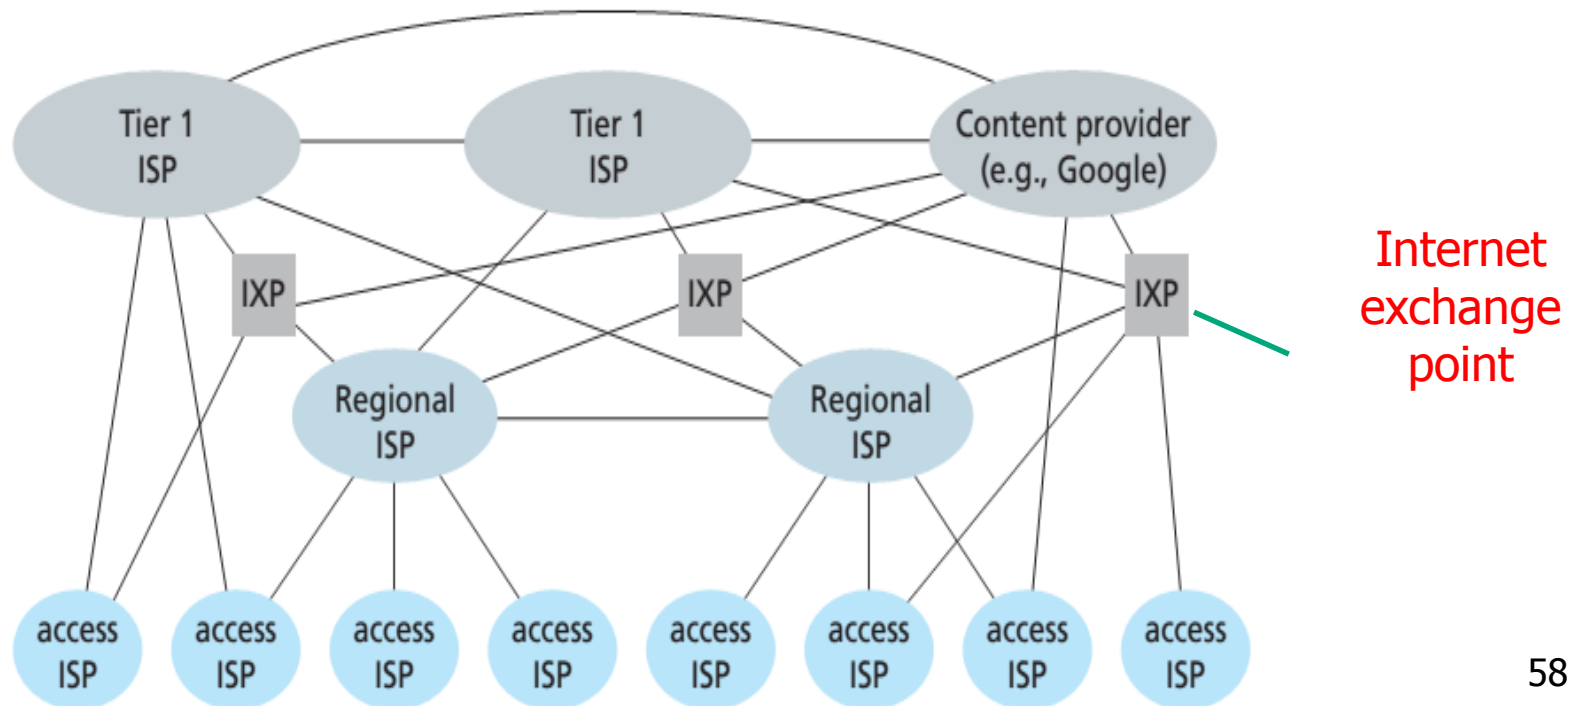 Tier 1
ISP
Tier 1
ISP
Content provider
(e.g., Google)
IXP
IXP
IXP
Internet
exchange
point
Regional
ISP
Regional
ISP
access
ISP
access
ISP
access
ISP
access
ISP
access
ISP
access
ISP
access
ISP
access
ISP
58